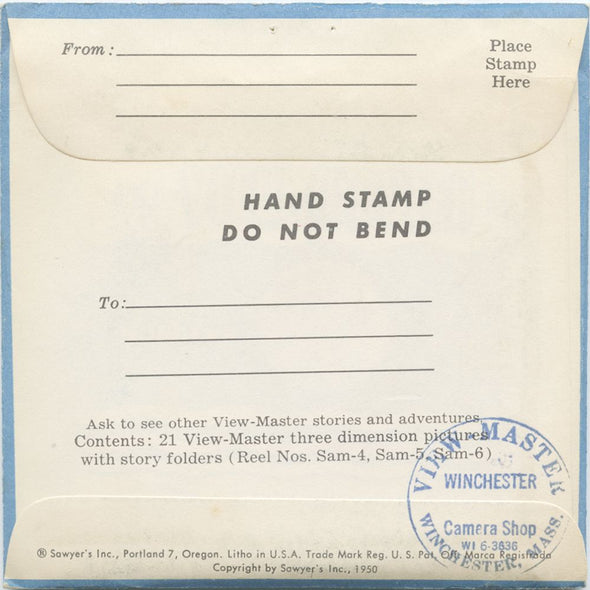 From:
Place
Stamp
Here
HAND STAMP
DO NOT BEND
To:
Ask to see other View-Master stories and adventures
Contents: 21 View-Master three dimension pictures
with story folders (Reel Nos. Sam-4, Sam-5, Sam-6)
VIEW-MASTER
WINCHESTER
Camera Shop
WI 6-3636
WINCHESTER, MASS.
® Sawyer's Inc., Portland 7, Oregon. Litho in U.S.A. Trade Mark Reg. U. S. Pat. Off. Marca Registrada
Copyright by Sawyer's Inc., 1950